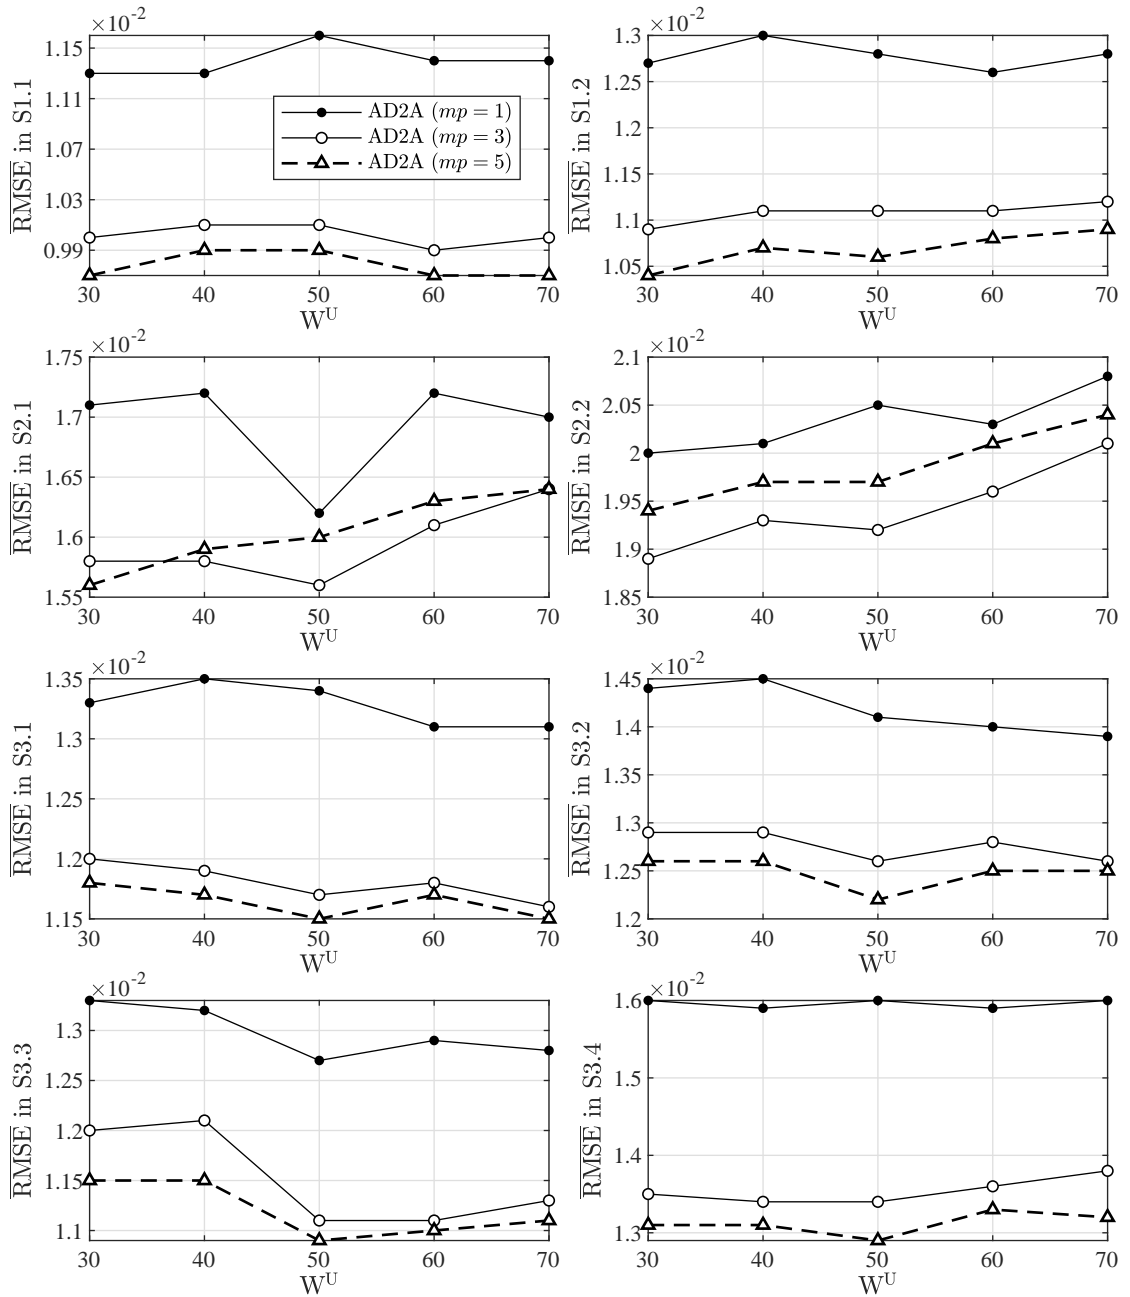 ×10⁻²
1.15
1.11
1.07
1.03
0.99
30 40 50 60 70
W^U
R̅M̅S̅E̅ in S1.1
AD2A (mp = 1)
AD2A (mp = 3)
AD2A (mp = 5)
×10⁻²
1.3
1.25
1.2
1.15
1.1
1.05
30 40 50 60 70
W^U
R̅M̅S̅E̅ in S1.2
×10⁻²
1.75
1.7
1.65
1.6
1.55
30 40 50 60 70
W^U
R̅M̅S̅E̅ in S2.1
×10⁻²
2.1
2.05
2
1.95
1.9
1.85
30 40 50 60 70
W^U
R̅M̅S̅E̅ in S2.2
×10⁻²
1.35
1.3
1.25
1.2
1.15
30 40 50 60 70
W^U
R̅M̅S̅E̅ in S3.1
×10⁻²
1.45
1.4
1.35
1.3
1.25
1.2
30 40 50 60 70
W^U
R̅M̅S̅E̅ in S3.2
×10⁻²
1.3
1.25
1.2
1.15
1.1
30 40 50 60 70
W^U
R̅M̅S̅E̅ in S3.3
×10⁻²
1.6
1.5
1.4
1.3
30 40 50 60 70
W^U
R̅M̅S̅E̅ in S3.4